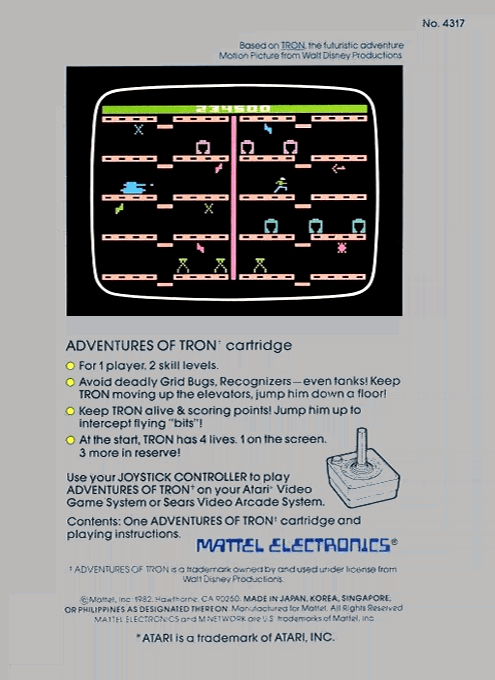 No. 4317
Based on TRON, the futuristic adventure
Motion Picture from Walt Disney Productions
234500
ADVENTURES OF TRON† cartridge
For 1 player, 2 skill levels.
Avoid deadly Grid Bugs, Recognizers—even tanks! Keep
TRON moving up the elevators, jump him down a floor!
Keep TRON alive & scoring points! Jump him up to
intercept flying "bits"!
At the start, TRON has 4 lives. 1 on the screen.
3 more in reserve!
Use your JOYSTICK CONTROLLER to play
ADVENTURES OF TRON† on your Atari* Video
Game System or Sears Video Arcade System.
Contents: One ADVENTURES OF TRON† cartridge and
playing instructions.
MATTEL ELECTRONICS®
† ADVENTURES OF TRON is a trademark owned by and used under license from
Walt Disney Productions.
© Mattel, Inc. 1982. Hawthorne, CA 90250. MADE IN JAPAN, KOREA, SINGAPORE,
OR PHILIPPINES AS DESIGNATED THEREON. Manufactured for Mattel. All Rights Reserved
MATTEL ELECTRONICS and M NETWORK are U.S. trademarks of Mattel, Inc.
*ATARI is a trademark of ATARI, INC.